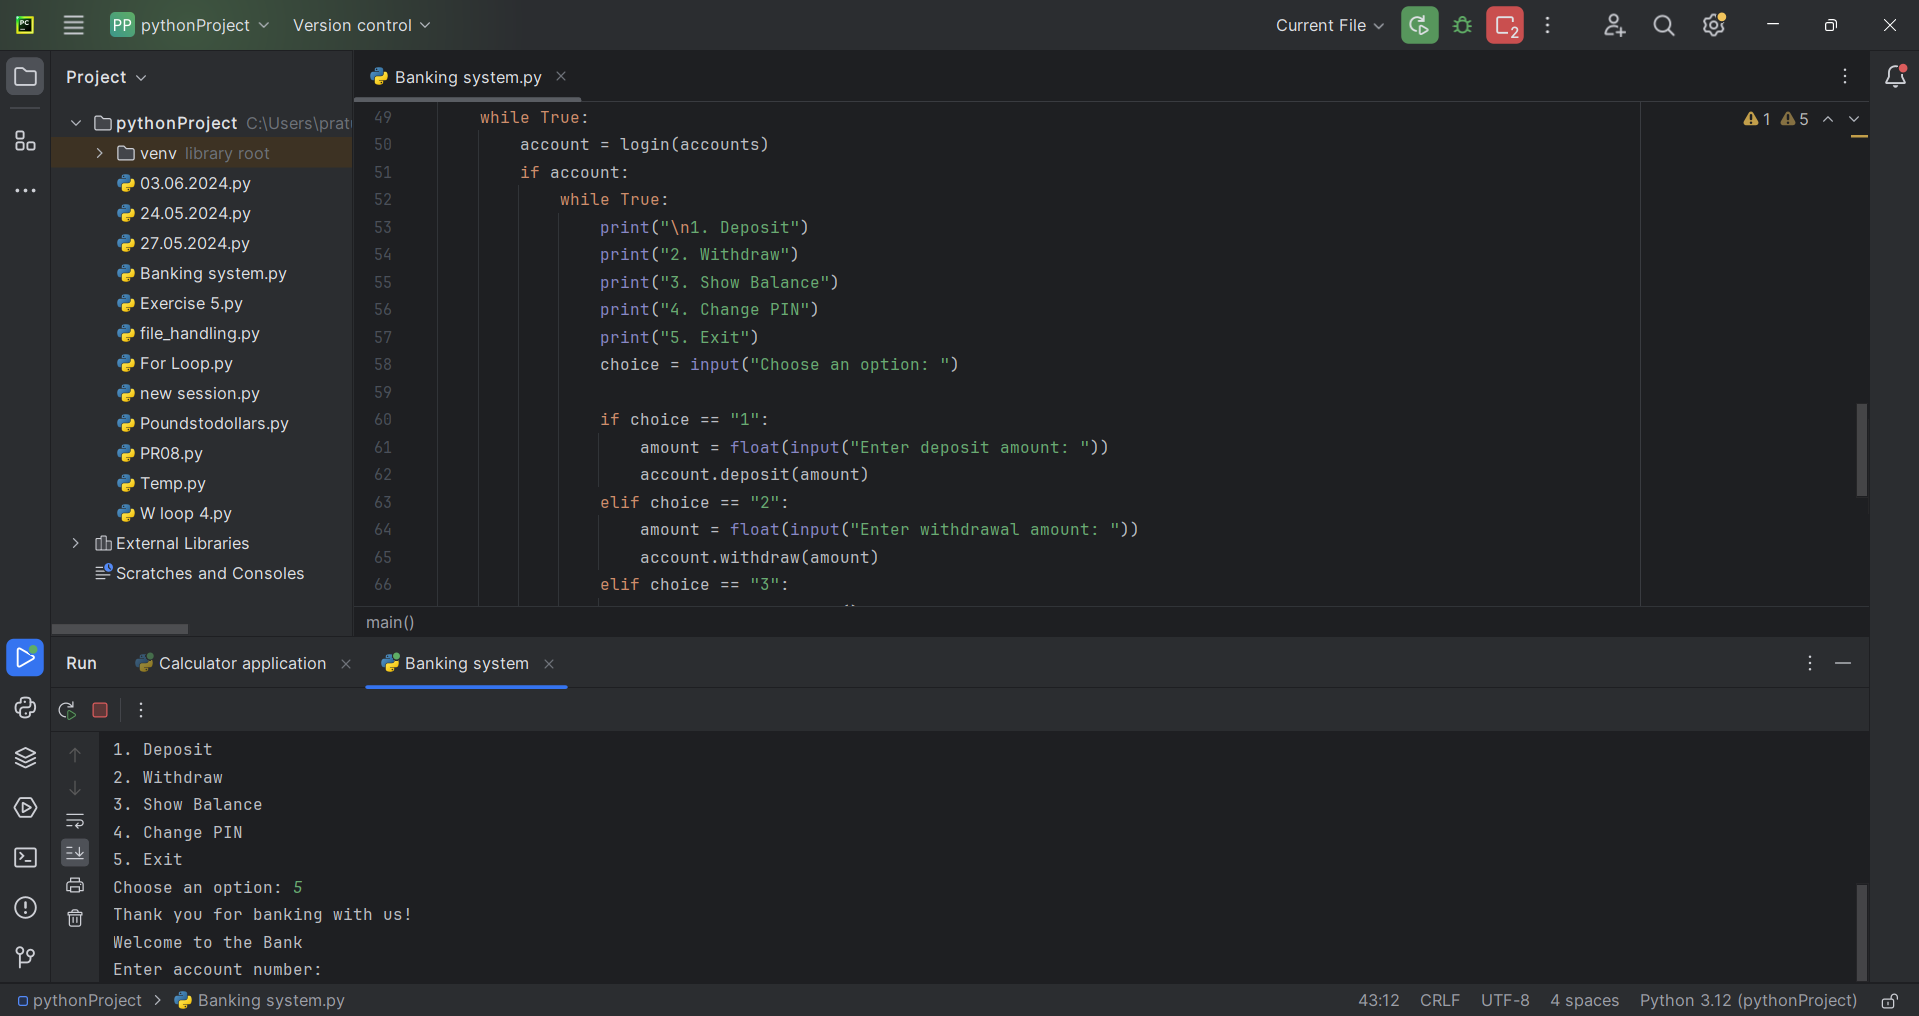 PC
PP pythonProject
Version control
Current File
2
Project
Banking system.py
pythonProject C:\Users\prat
venv library root
03.06.2024.py
24.05.2024.py
27.05.2024.py
Banking system.py
Exercise 5.py
file_handling.py
For Loop.py
new session.py
Poundstodollars.py
PR08.py
Temp.py
W loop 4.py
External Libraries
Scratches and Consoles
1 5
49 while True:
50 account = login(accounts)
51 if account:
52 while True:
53 print("\n1. Deposit")
54 print("2. Withdraw")
55 print("3. Show Balance")
56 print("4. Change PIN")
57 print("5. Exit")
58 choice = input("Choose an option: ")
59
60 if choice == "1":
61 amount = float(input("Enter deposit amount: "))
62 account.deposit(amount)
63 elif choice == "2":
64 amount = float(input("Enter withdrawal amount: "))
65 account.withdraw(amount)
66 elif choice == "3":
main()
Run
Calculator application
Banking system
1. Deposit
2. Withdraw
3. Show Balance
4. Change PIN
5. Exit
Choose an option: 5
Thank you for banking with us!
Welcome to the Bank
Enter account number:
pythonProject > Banking system.py
43:12 CRLF UTF-8 4 spaces Python 3.12 (pythonProject)